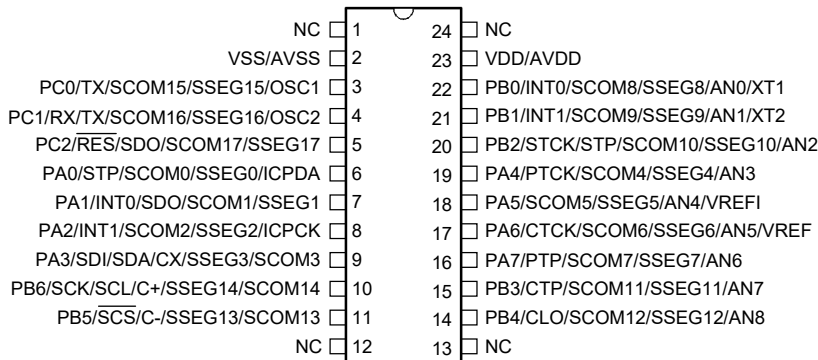 NC 1 24 NC
VSS/AVSS 2 23 VDD/AVDD
PC0/TX/SCOM15/SSEG15/OSC1 3 22 PB0/INT0/SCOM8/SSEG8/AN0/XT1
PC1/RX/TX/SCOM16/SSEG16/OSC2 4 21 PB1/INT1/SCOM9/SSEG9/AN1/XT2
PC2/RES/SDO/SCOM17/SSEG17 5 20 PB2/STCK/STP/SCOM10/SSEG10/AN2
PA0/STP/SCOM0/SSEG0/ICPDA 6 19 PA4/PTCK/SCOM4/SSEG4/AN3
PA1/INT0/SDO/SCOM1/SSEG1 7 18 PA5/SCOM5/SSEG5/AN4/VREFI
PA2/INT1/SCOM2/SSEG2/ICPCK 8 17 PA6/CTCK/SCOM6/SSEG6/AN5/VREF
PA3/SDI/SDA/CX/SSEG3/SCOM3 9 16 PA7/PTP/SCOM7/SSEG7/AN6
PB6/SCK/SCL/C+/SSEG14/SCOM14 10 15 PB3/CTP/SCOM11/SSEG11/AN7
PB5/SCS/C-/SSEG13/SCOM13 11 14 PB4/CLO/SCOM12/SSEG12/AN8
NC 12 13 NC